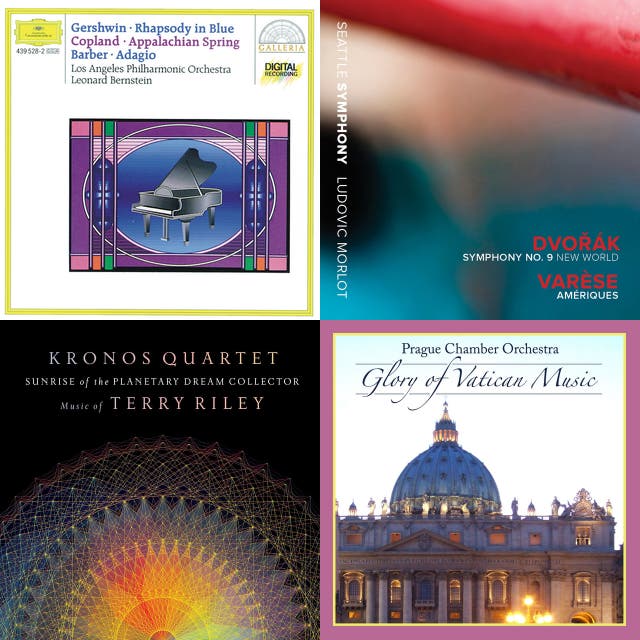 Deutsche
Grammophon
439 528-2
Gershwin · Rhapsody in Blue
Copland · Appalachian Spring
Barber · Adagio
Los Angeles Philharmonic Orchestra
Leonard Bernstein
GALLERIA
DIGITAL
RECORDING
SEATTLE SYMPHONY LUDOVIC MORLOT
DVOŘÁK
SYMPHONY NO. 9 NEW WORLD
VARÈSE
AMÉRIQUES
KRONOS QUARTET
SUNRISE of the PLANETARY DREAM COLLECTOR
Music of TERRY RILEY
Prague Chamber Orchestra
Glory of Vatican Music